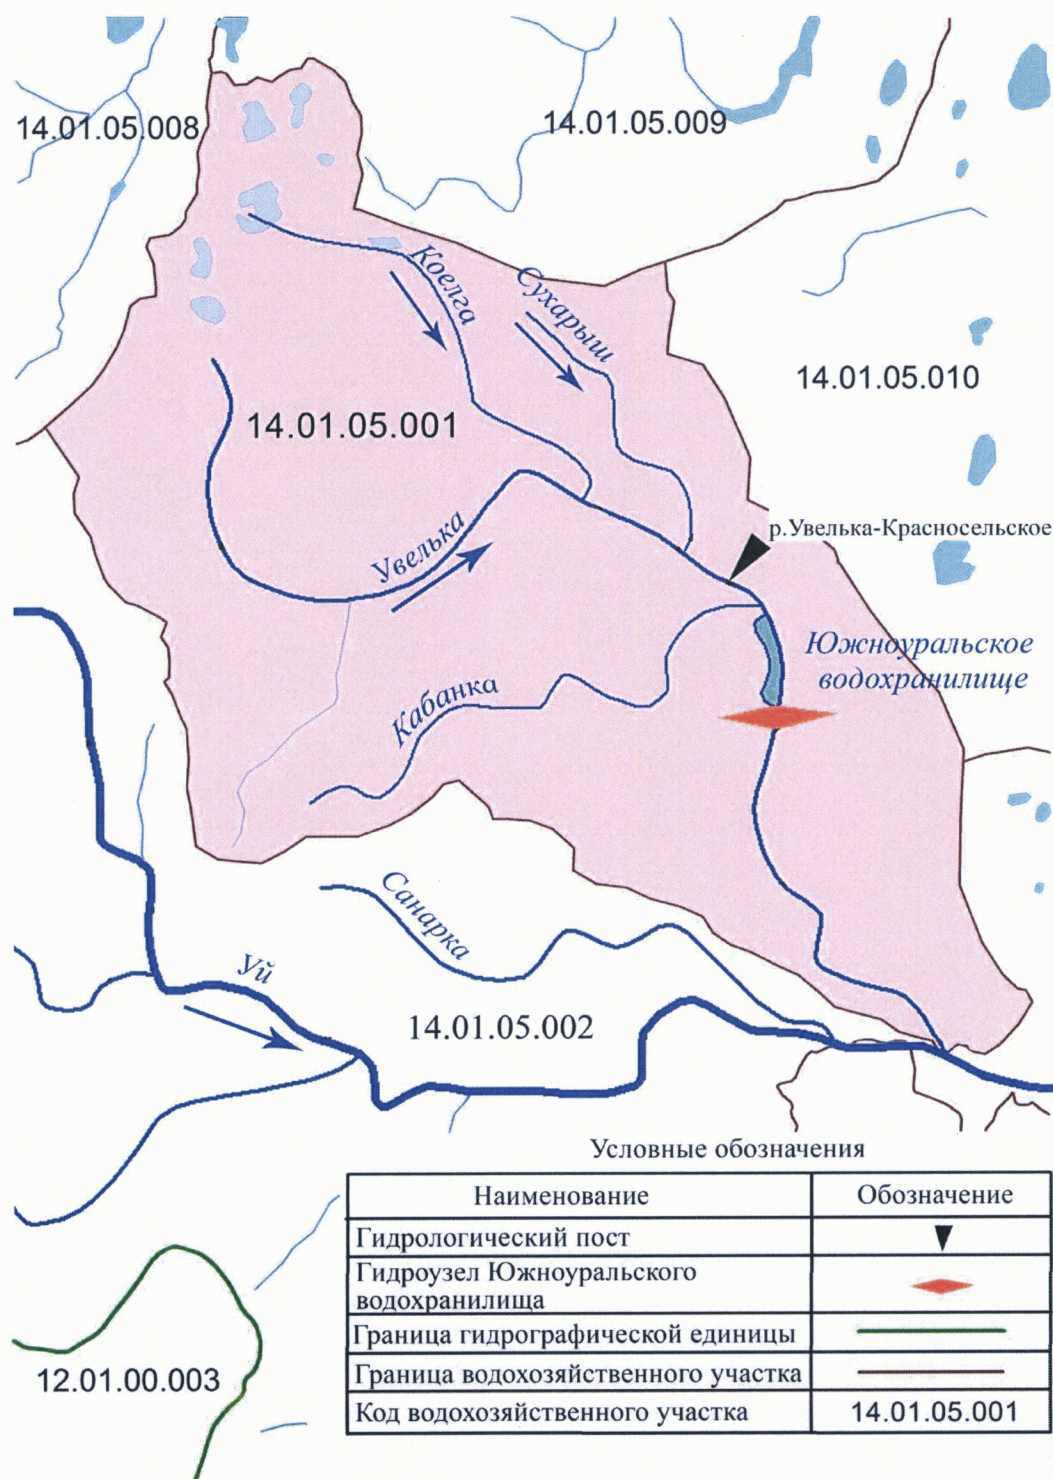 14.01.05.008
14.01.05.009
Коелга
Сухарыш
14.01.05.010
14.01.05.001
Увелька
р.Увелька-Красносельское
Южноуральское
водохранилище
Кабанка
Санарка
Уй
14.01.05.002
Условные обозначения
Наименование
Обозначение
Гидрологический пост
Гидроузел Южноуральского
водохранилища
Граница гидрографической единицы
Граница водохозяйственного участка
Код водохозяйственного участка
14.01.05.001
12.01.00.003